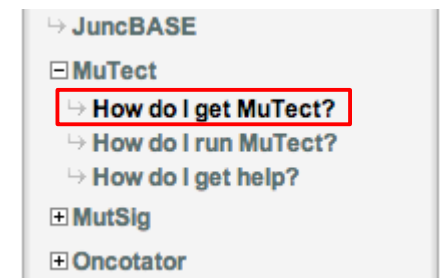 JuncBASE
MuTect
How do I get MuTect?
How do I run MuTect?
How do I get help?
MutSig
Oncotator